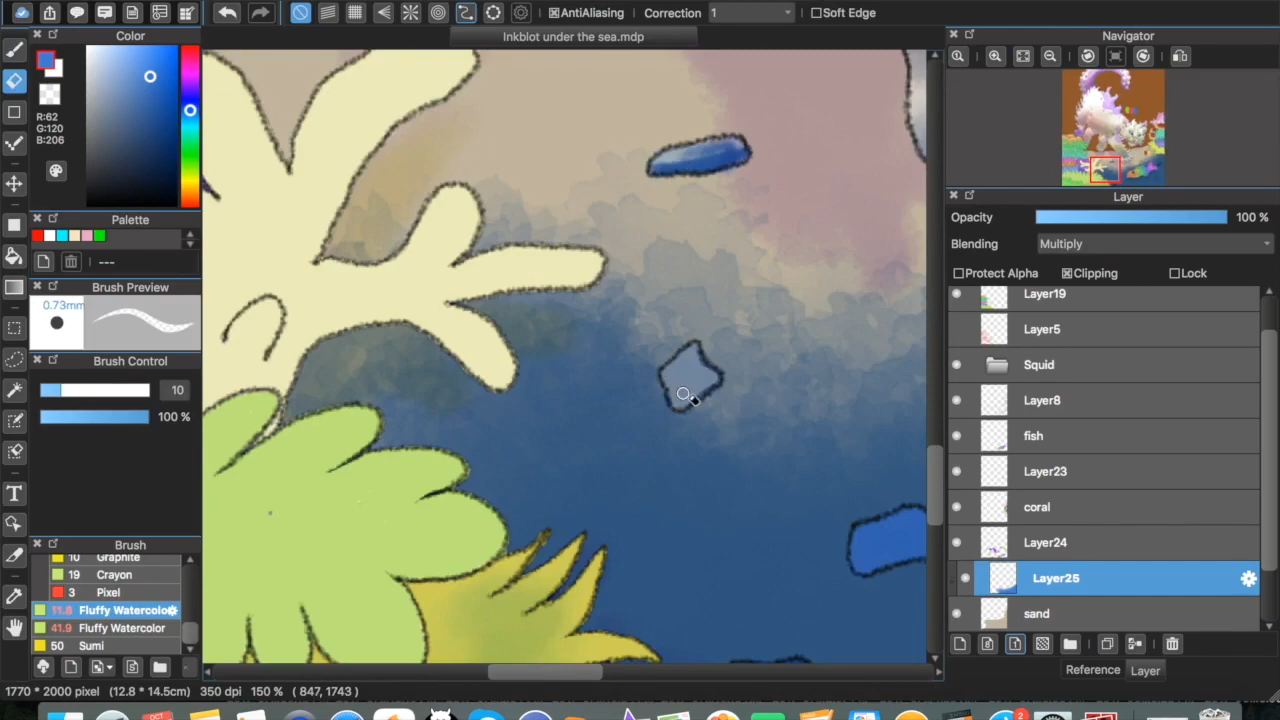 AntiAliasing Correction 1 Soft Edge
Color
Inkblot under the sea.mdp
Navigator
R:62
G:120
B:206
Palette
---
Brush Preview
0.73mm
Brush Control
10
100 %
Brush
10 Graphite
19 Crayon
3 Pixel
11.8 Fluffy Watercolor
41.9 Fluffy Watercolor
50 Sumi
Layer
Opacity 100 %
Blending Multiply
Protect Alpha Clipping Lock
Layer19
Layer5
Squid
Layer8
fish
Layer23
coral
Layer24
Layer25
sand
Reference Layer
1770 * 2000 pixel (12.8 * 14.5cm) 350 dpi 150 % ( 847, 1743 )
OCT
2